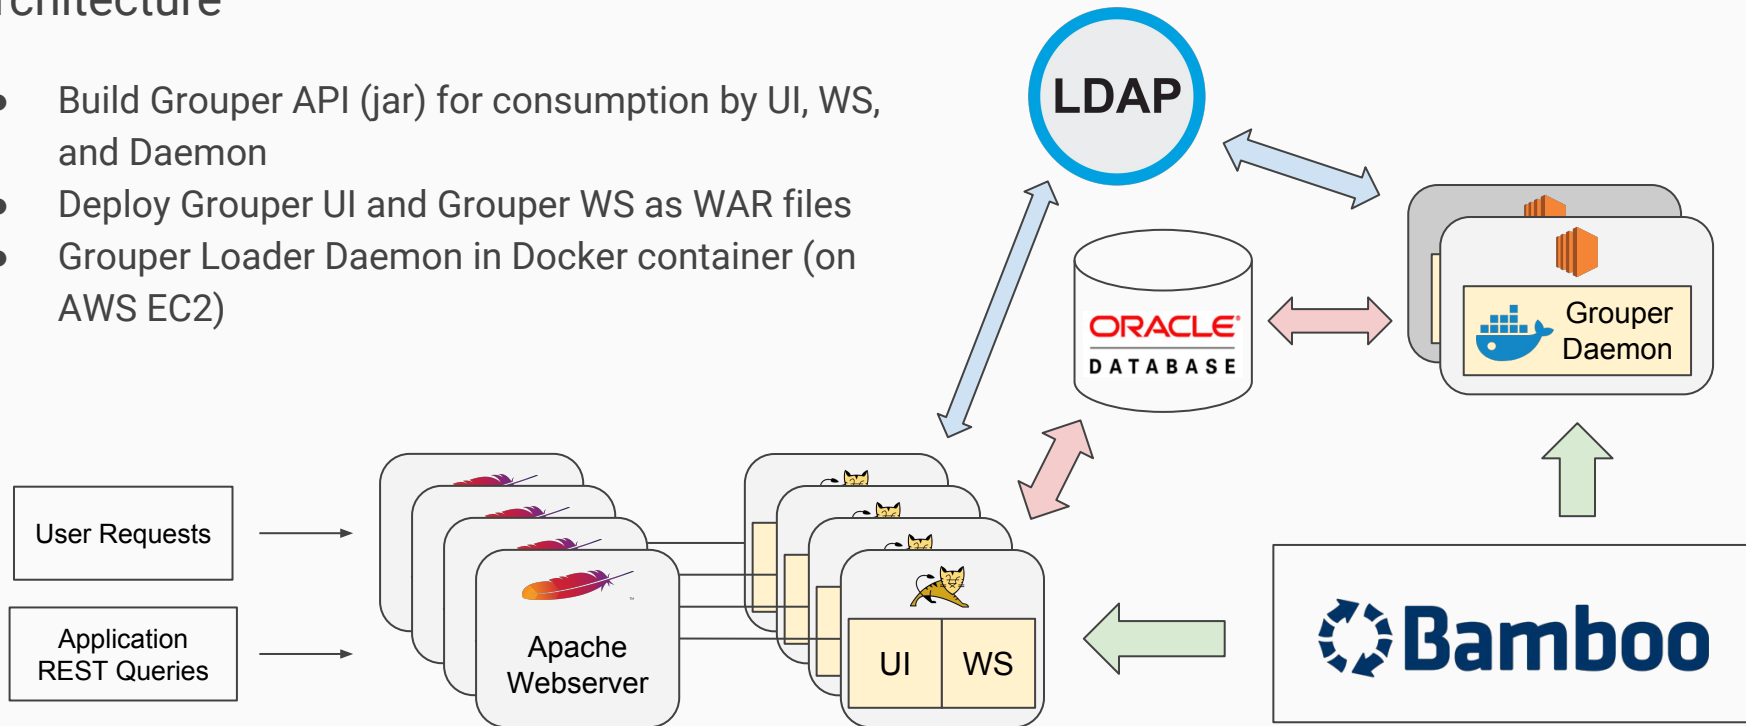 ● Build Grouper API (jar) for consumption by UI, WS,
and Daemon
● Deploy Grouper UI and Grouper WS as WAR files
● Grouper Loader Daemon in Docker container (on
AWS EC2)
LDAP
ORACLE
DATABASE
Grouper
Daemon
User Requests
Application
REST Queries
Apache
Webserver
UI WS
Bamboo